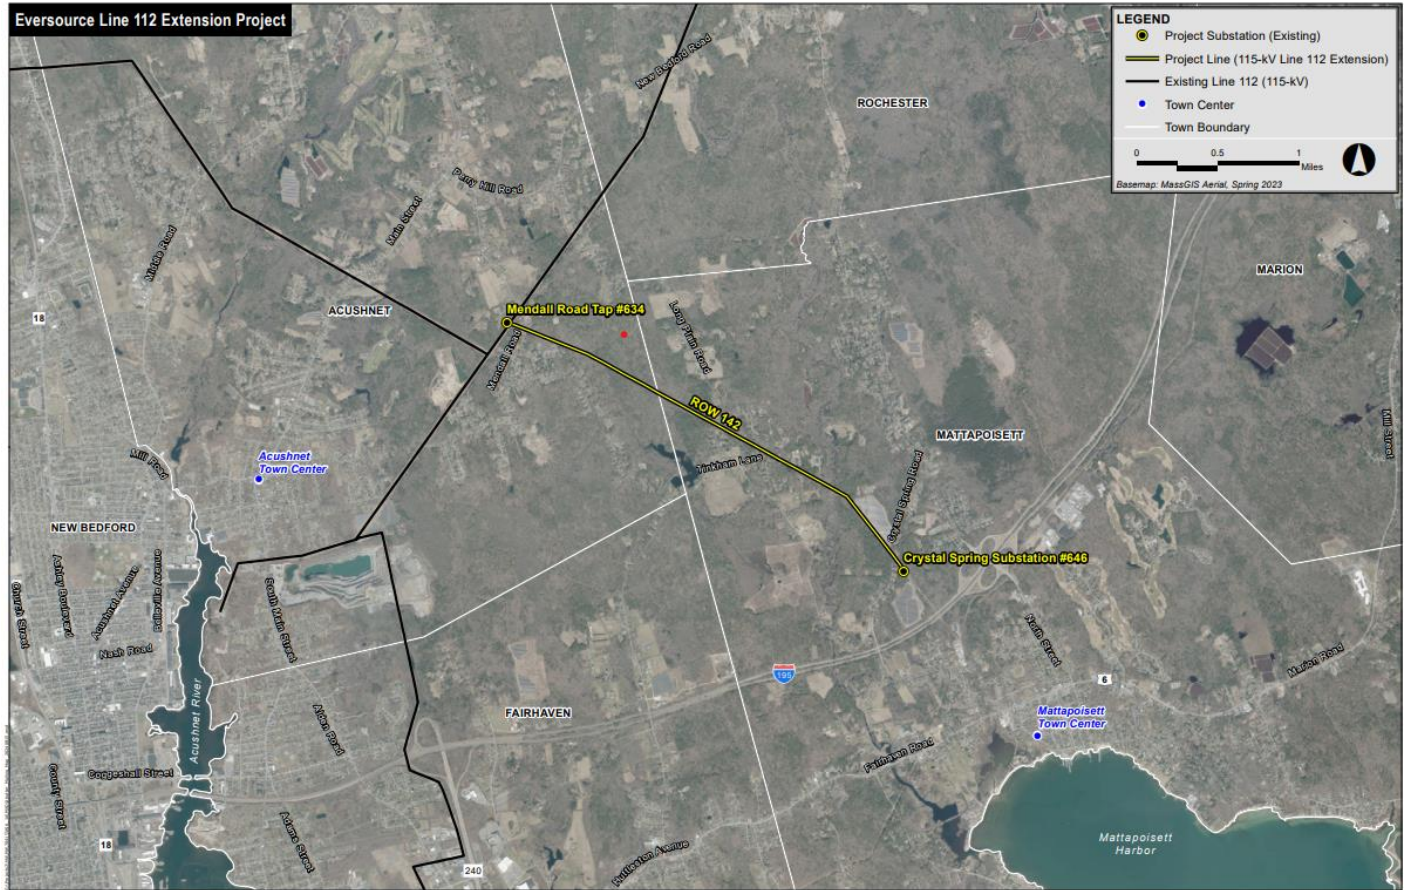 Eversource Line 112 Extension Project
LEGEND
Project Substation (Existing)
Project Line (115-kV Line 112 Extension)
Existing Line 112 (115-kV)
Town Center
Town Boundary
0 0.5 1
Miles
Basemap: MassGIS Aerial, Spring 2023
New Bedford Road
ROCHESTER
Perry Hill Road
Main Street
Middle Road
MARION
ACUSHNET
18
Mendall Road Tap #634
Mendall Road
Long Plain Road
ROW 142
MATTAPOISETT
Mill Street
Tinkham Lane
Crystal Spring Road
Mill Road
Acushnet
Town Center
NEW BEDFORD
Crystal Spring Substation #646
Church Street
Ashley Boulevard
Acushnet Avenue
Belleville Avenue
South Main Street
Nash Road
North Street
Marion Road
195
6
Acushnet River
FAIRHAVEN
Alden Road
Mattapoisett
Town Center
Fairhaven Road
Coggeshall Street
County Street
Adams Street
18
240
Huttleston Avenue
Mattapoisett
Harbor